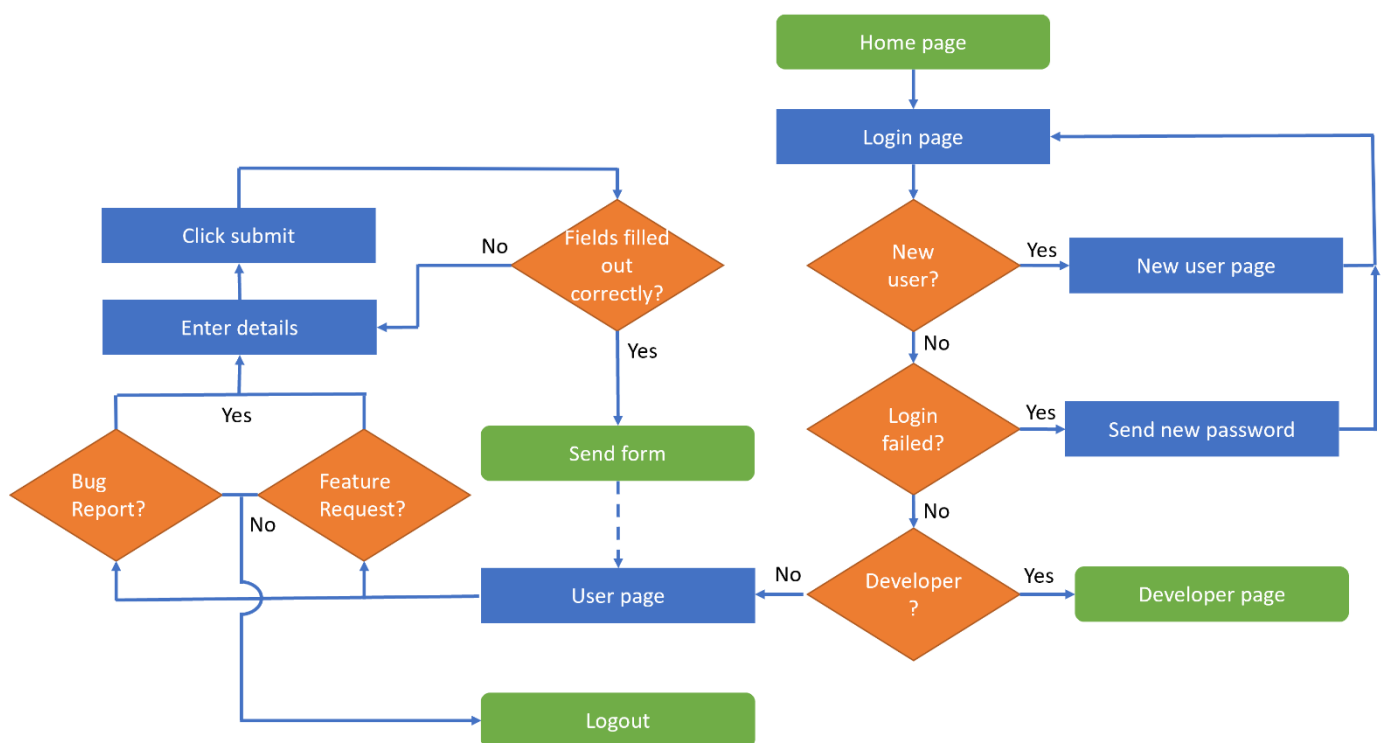 Home page
Login page
New
user?
Yes
New user page
No
Login
failed?
Yes
Send new password
No
Developer
?
Yes
Developer page
No
User page
Bug
Report?
Feature
Request?
Yes
No
Enter details
Click submit
Fields filled
out
correctly?
No
Yes
Send form
Logout